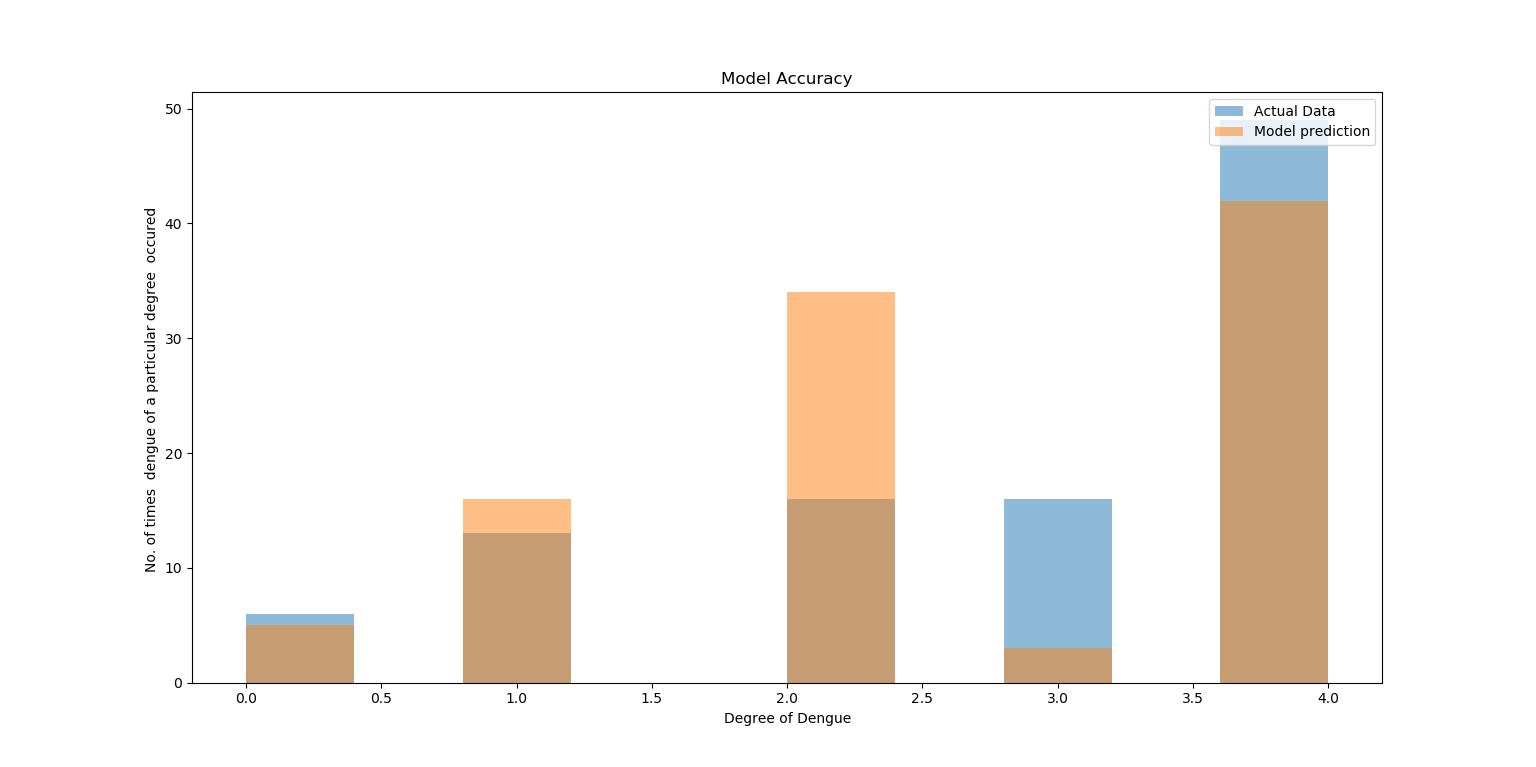 Model Accuracy
Actual Data
Model prediction
50
40
30
20
10
0
No. of times  dengue of a particular degree  occured
0.0 0.5 1.0 1.5 2.0 2.5 3.0 3.5 4.0
Degree of Dengue